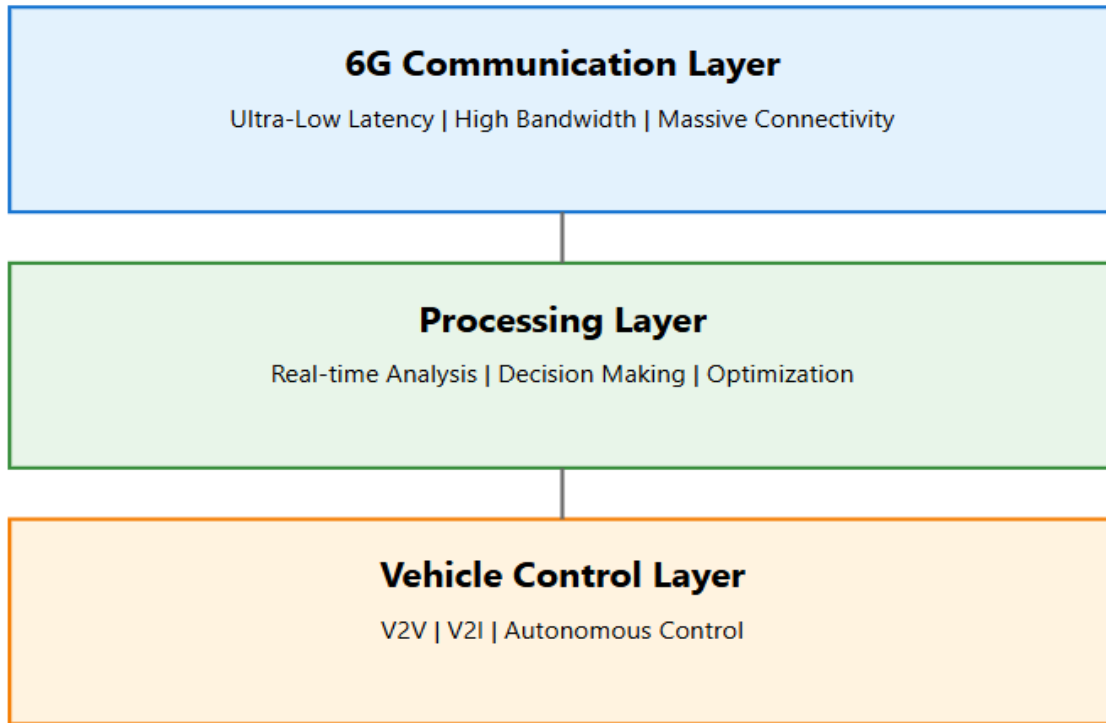 6G Communication Layer
Ultra-Low Latency | High Bandwidth | Massive Connectivity
Processing Layer
Real-time Analysis | Decision Making | Optimization
Vehicle Control Layer
V2V | V2I | Autonomous Control